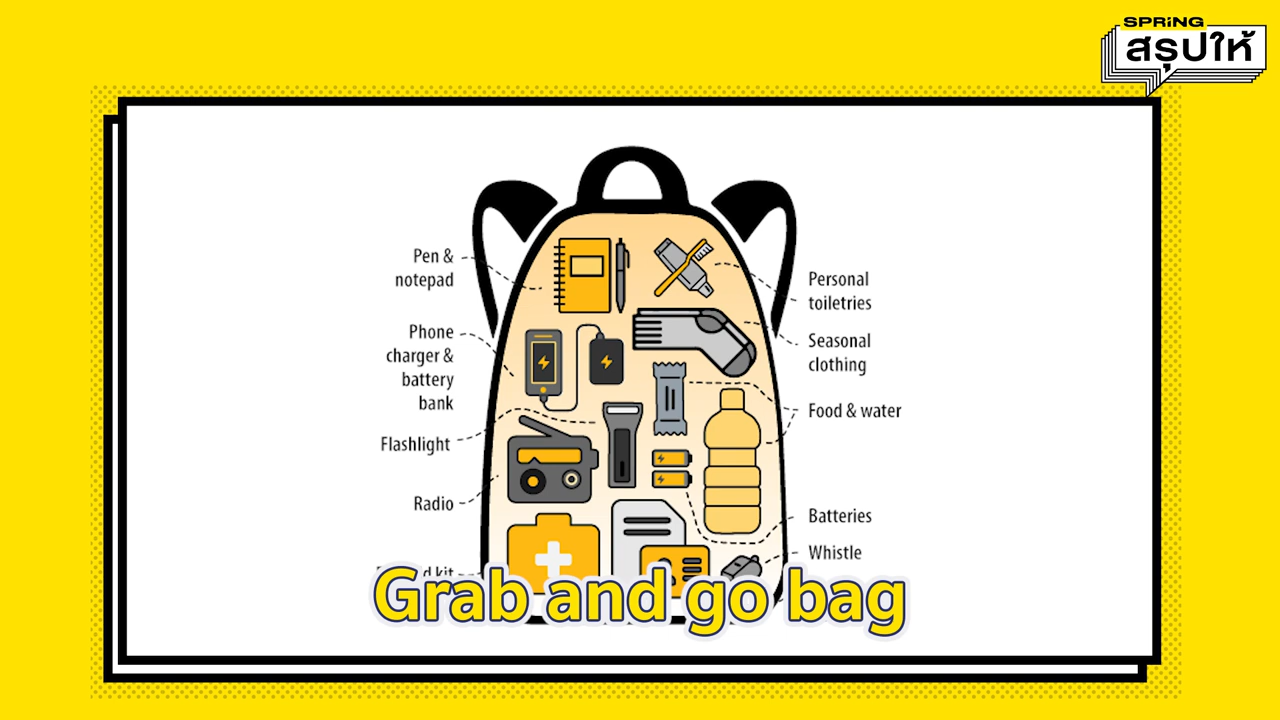 SPRiNG
สรุปให้
Pen &
notepad
Phone
charger &
battery
bank
Flashlight
Radio
kit
Personal
toiletries
Seasonal
clothing
Food & water
Batteries
Whistle
Grab and go bag